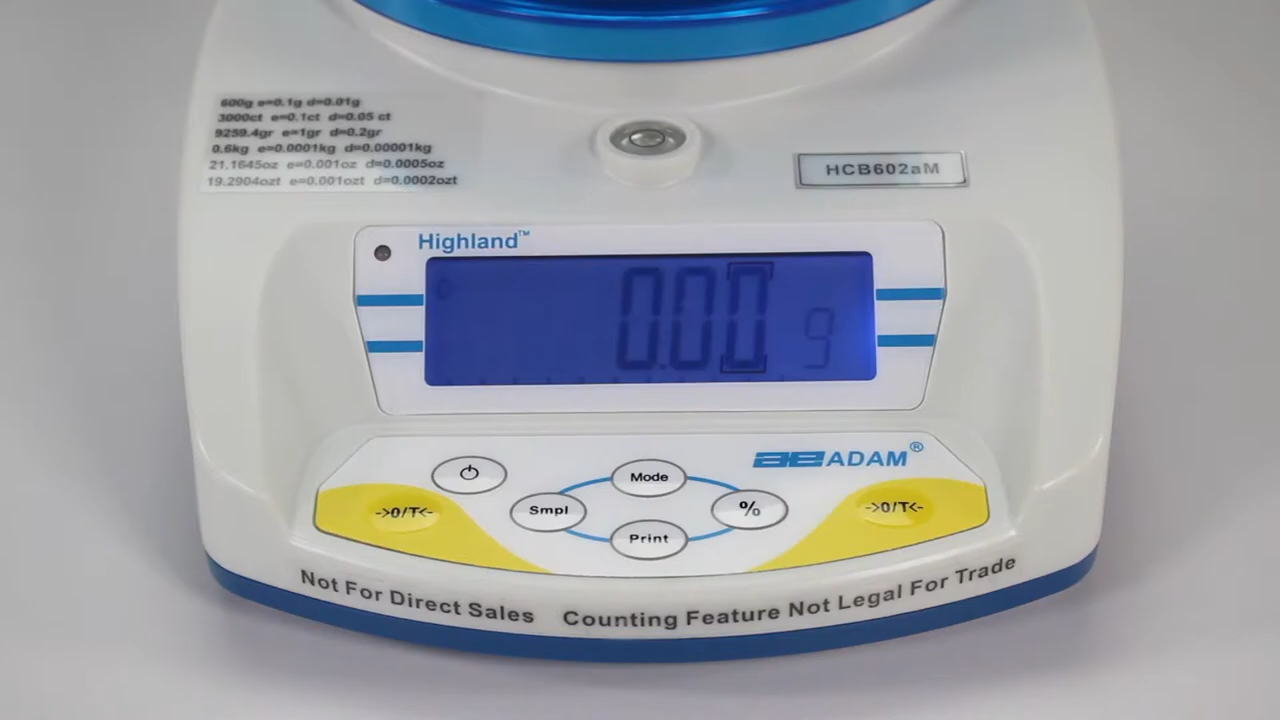 600g e=0.1g d=0.01g
3000ct e=0.1ct d=0.05 ct
9259.4gr e=1gr d=0.2gr
0.6kg e=0.0001kg d=0.00001kg
21.1645oz e=0.001oz d=0.0005oz
19.2904ozt e=0.001ozt d=0.0002ozt
HCB602aM
Highland™
0.00 g
ae ADAM®
Mode
->0/T<- Smpl % ->0/T<-
Print
Not For Direct Sales Counting Feature Not Legal For Trade